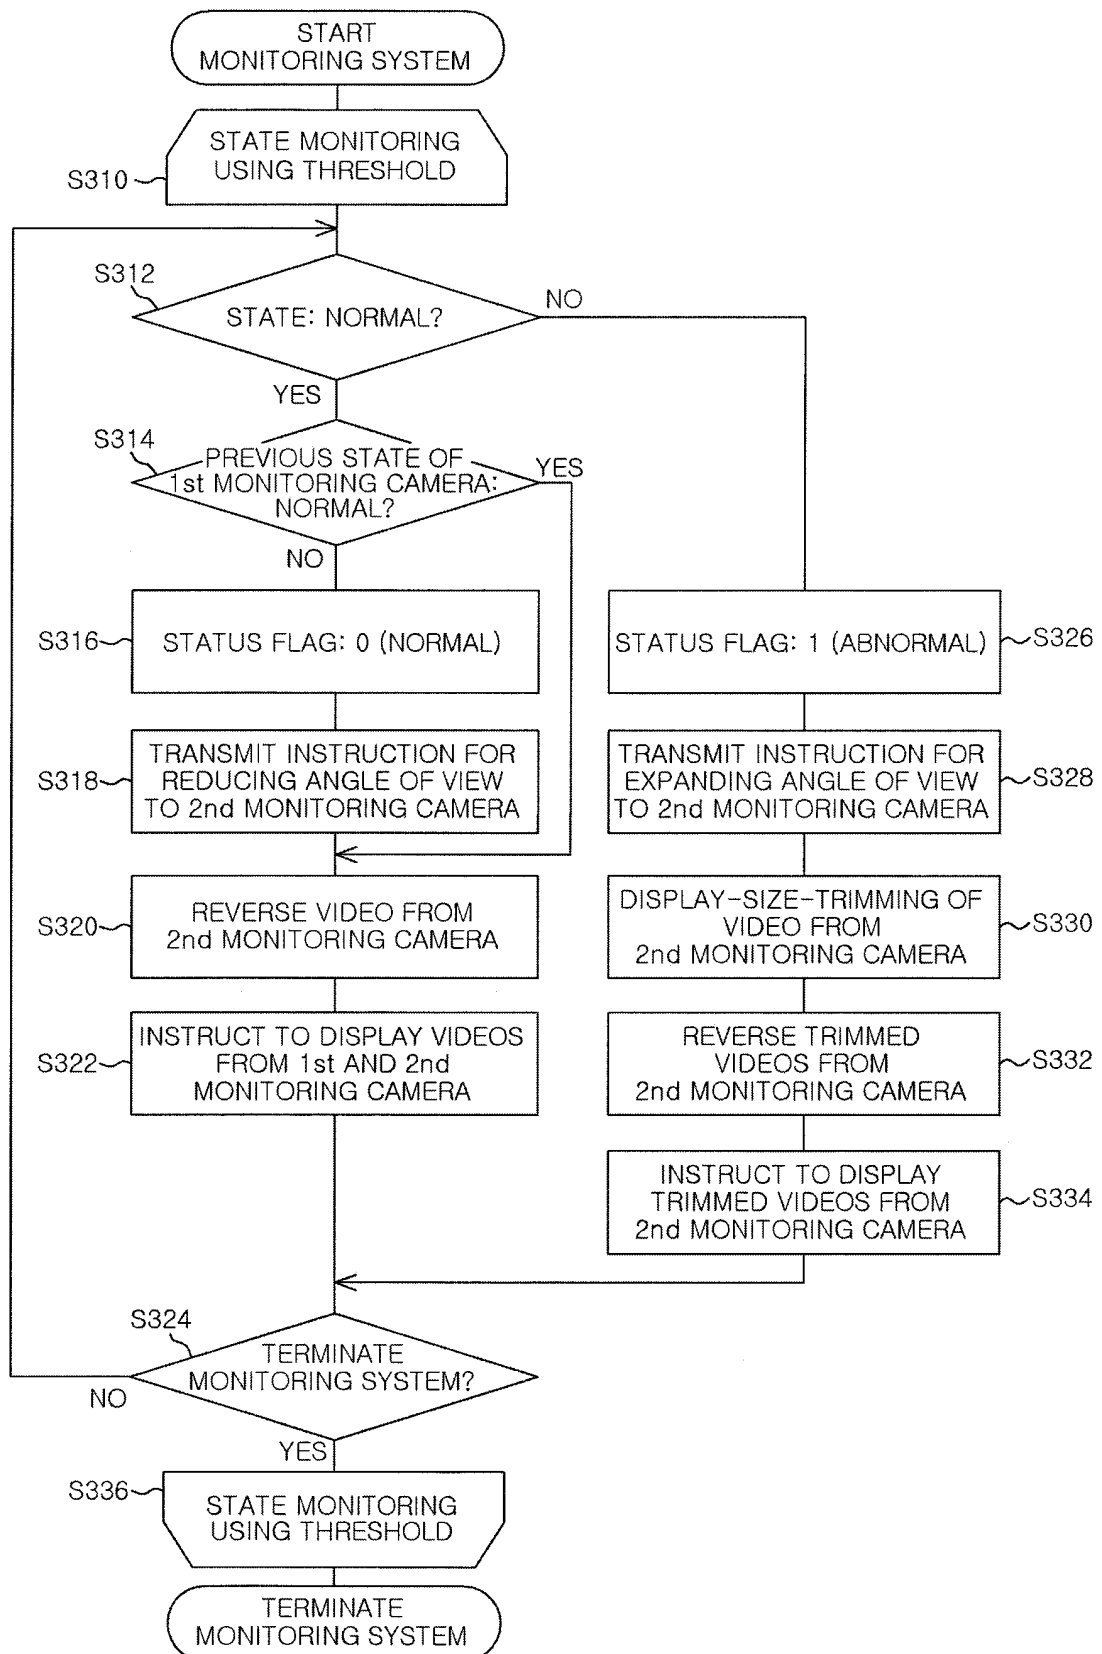 START
MONITORING SYSTEM
STATE MONITORING
USING THRESHOLD
S310
S312
STATE: NORMAL?
NO
YES
S314
PREVIOUS STATE OF
1st MONITORING CAMERA:
NORMAL?
YES
NO
S316
STATUS FLAG: 0 (NORMAL)
STATUS FLAG: 1 (ABNORMAL)
S326
S318
TRANSMIT INSTRUCTION FOR
REDUCING ANGLE OF VIEW
TO 2nd MONITORING CAMERA
TRANSMIT INSTRUCTION FOR
EXPANDING ANGLE OF VIEW
TO 2nd MONITORING CAMERA
S328
S320
REVERSE VIDEO FROM
2nd MONITORING CAMERA
DISPLAY-SIZE-TRIMMING OF
VIDEO FROM
2nd MONITORING CAMERA
S330
S322
INSTRUCT TO DISPLAY VIDEOS
FROM 1st AND 2nd
MONITORING CAMERA
REVERSE TRIMMED
VIDEOS FROM
2nd MONITORING CAMERA
S332
INSTRUCT TO DISPLAY
TRIMMED VIDEOS FROM
2nd MONITORING CAMERA
S334
S324
TERMINATE
MONITORING SYSTEM?
NO
YES
S336
STATE MONITORING
USING THRESHOLD
TERMINATE
MONITORING SYSTEM